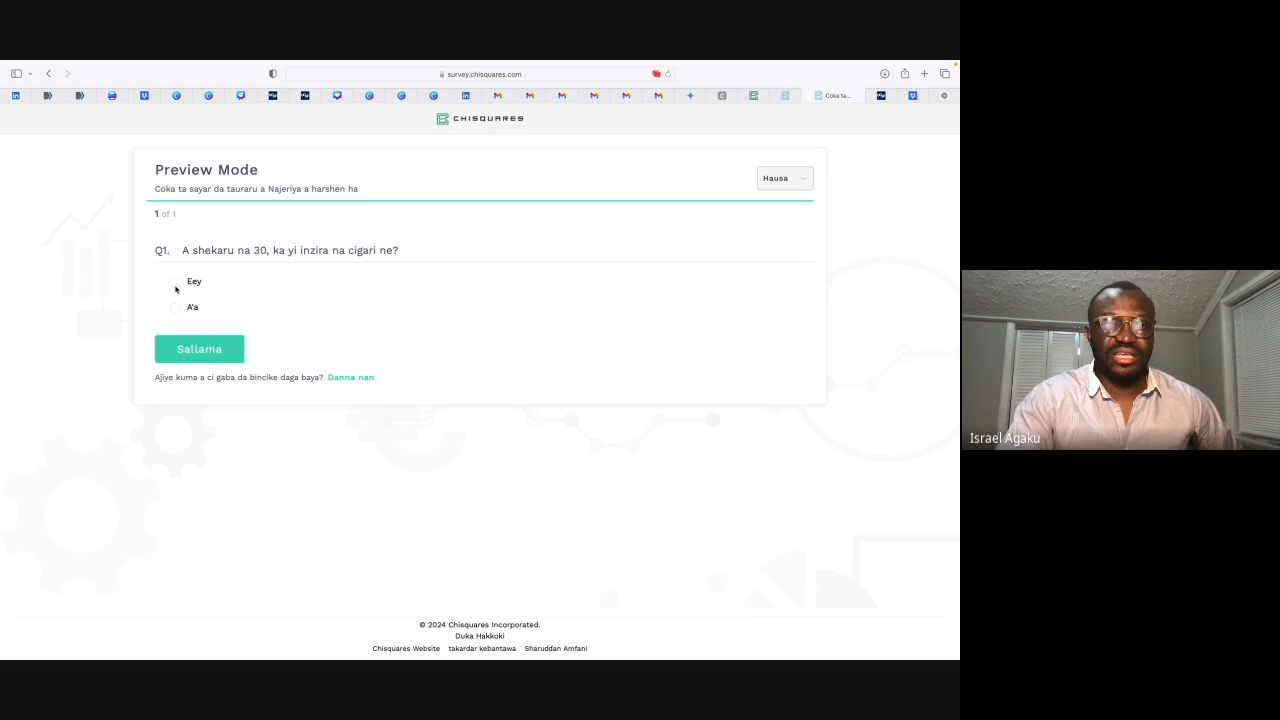 survey.chisquares.com
Coka ta...
CHISQUARES
Preview Mode
Coka ta sayar da tauraru a Najeriya a harshen ha
Hausa
1 of 1
Q1. A shekaru na 30, ka yi inzira na cigari ne?
Eey
A'a
Sallama
Ajiye kuma a ci gaba da bincike daga baya? Danna nan
Israel Agaku
© 2024 Chisquares Incorporated.
Duka Hakkoki
Chisquares Website takardar kebantawa Sharuddan Amfani